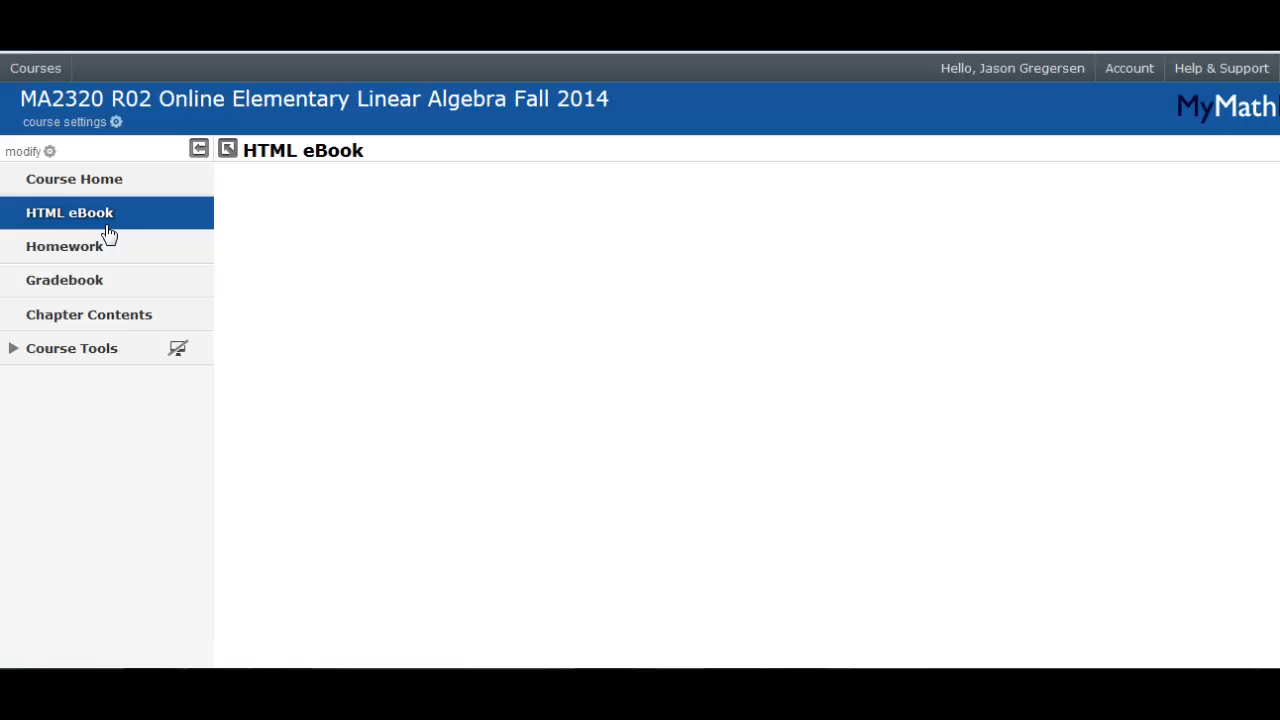 Courses
Hello, Jason Gregersen
Account
Help & Support
MA2320 R02 Online Elementary Linear Algebra Fall 2014
course settings
MyMath
modify
HTML eBook
Course Home
HTML eBook
Homework
Gradebook
Chapter Contents
Course Tools